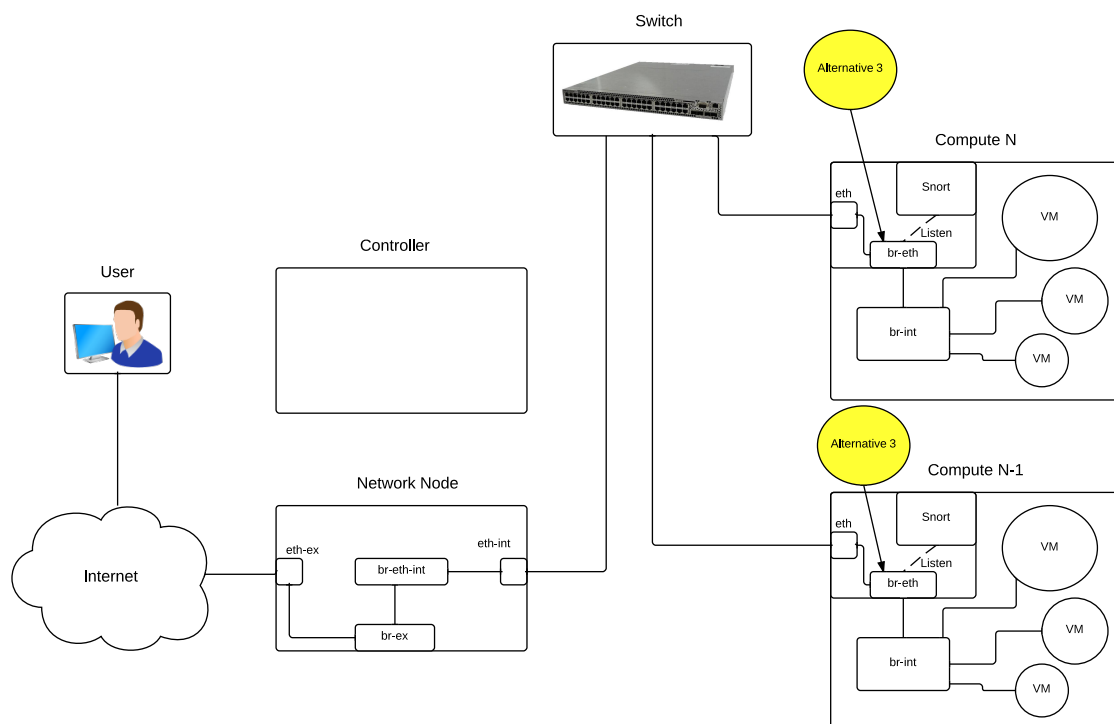 Switch
Alternative 3
Compute N
eth
Snort
VM
Listen
br-eth
VM
br-int
VM
Controller
User
Alternative 3
Compute N-1
Network Node
eth
Snort
eth-ex
eth-int
VM
Listen
Internet
br-eth-int
br-eth
VM
br-ex
br-int
VM